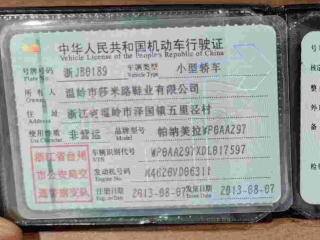 中华人民共和国机动车行驶证
Vehicle License of the People's Republic of China
号牌号码 浙JB0189 车辆类型 小型轿车
Plate No. Vehicle Type
所有人 温岭市莎米路鞋业有限公司
Owner
住址 浙江省温岭市泽国镇五里泾村
Address
使用性质 非营运 品牌型号 帕纳美拉WP0AA297
Use Character Model
浙江省台州市公安局交通警察支队
车辆识别代号 WP0AA297XDL017597
VIN
发动机号码 M4620VD06311
Engine No.
注册日期 2013-08-07 发证日期 2013-08-07
Register Date Issue Date